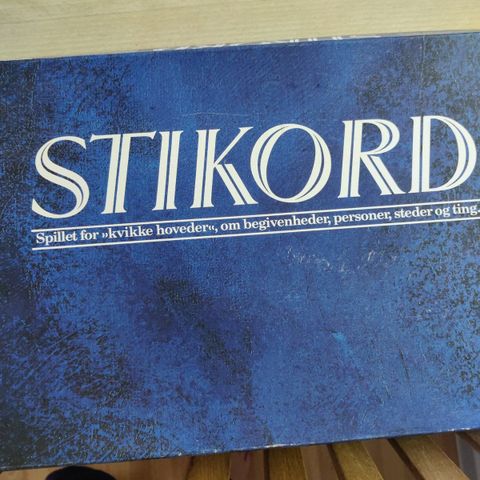 STIKORD
Spillet for »kvikke hoveder«, om begivenheder, personer, steder og ting.